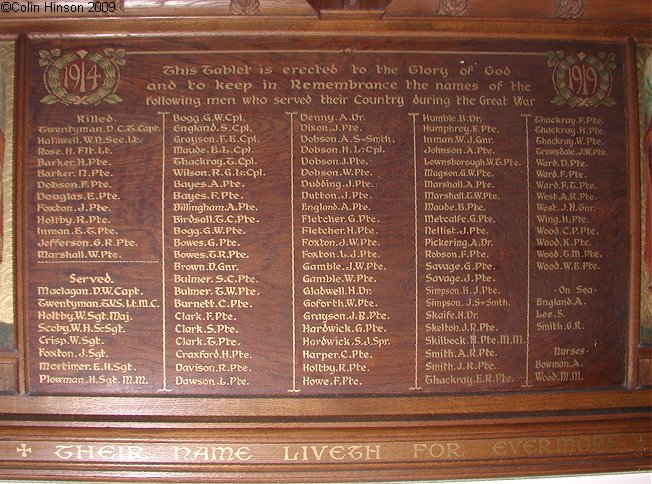 ©Colin Hinson 2009
1914
1919
This Tablet is erected to the Glory of God
and to keep in Remembrance the names of the
following men who served their Country during the Great War
Killed.
Twentyman. D.C.T. Capt.
Halliwell. W.N. Sec. Lt.
Rose. H. Flt. Lt.
Barker. H. Pte.
Barker. N. Pte.
Dobson. F. Pte.
Douglas. E. Pte.
Foxton. J. Pte.
Holtby. R. Pte.
Inman. E.T. Pte.
Jefferson. G.R. Pte.
Marshall. W. Pte.
Served.
Maclagan. D.W. Capt.
Twentyman. T.W.S. Lt. M.C.
Holtby. W. Sgt. Maj.
Scoby. W.H. S-Sgt.
Crisp. W. Sgt.
Foxton. J. Sgt.
Mortimer. E.H. Sgt.
Plowman. H. Sgt. M.M.
Bogg. G.W. Cpl.
England. S. Cpl.
Grayson. F.E. Cpl.
Maude. B. L-Cpl.
Thackray. T. Cpl.
Wilson. R.G. L-Cpl.
Bayes. A. Pte.
Bayes. F. Pte.
Billingham. A. Pte.
Birdsall. T.C. Pte.
Bogg. G.W. Pte.
Bowes. G. Pte.
Bowes. T.R. Pte.
Brown. D. Gnr.
Bulmer. S.C. Pte.
Bulmer. T.W. Pte.
Burnett. C. Pte.
Clark. F. Pte.
Clark. S. Pte.
Clark. T. Pte.
Craxford. H. Pte.
Davison. R. Pte.
Dawson. L. Pte.
Denny. A. Dr.
Dixon. J. Pte.
Dobson. A. S-Smith.
Dobson. H. L-Cpl.
Dobson. J. Pte.
Dobson. W. Pte.
Dudding. J. Pte.
Dutton. J. Pte.
England. A. Pte.
Fletcher. G. Pte.
Fletcher. H. Pte.
Foxton. J.W. Pte.
Foxton. L.J. Pte.
Gamble. J.W. Pte.
Gamble. W. Pte.
Gladwell. H. Dr.
Goforth. W. Pte.
Grayson. J.B. Pte.
Hardwick. G. Pte.
Hardwick. S.J. Spr.
Harper. C. Pte.
Holtby. R. Pte.
Howe. F. Pte.
Humble. B. Dr.
Humphrey. E. Pte.
Inman. W.J. Gnr.
Johnson. A. Pte.
Lownsborough. W.T. Pte.
Magson. G.W. Pte.
Marshall. A. Pte.
Marshall. T.W. Pte.
Maude. B. Pte.
Metcalfe. G. Pte.
Nellist. J. Pte.
Pickering. A. Dr.
Robson. F. Pte.
Savage. G. Pte.
Savage. J. Pte.
Simpson. H.J. Pte.
Simpson. J. S-Smith.
Skaife. H. Dr.
Skelton. J.R. Pte.
Skilbeck. H. Pte. M.M.
Smith. A.R. Pte.
Smith. J.R. Pte.
Thackray. E.R. Pte.
Thackray. F. Pte.
Thackray. H. Pte.
Thackray. W. Pte.
Trowsdale. J.W. Pte.
Ward. D. Pte.
Ward. F. Pte.
Ward. F.T. Pte.
West. A.R. Pte.
West. J.H. Gnr.
Wing. H. Pte.
Wood. C.P. Pte.
Wood. K. Pte.
Wood. T.M. Pte.
Wood. W.E. Pte.
- On Sea -
England. A.
Lee. S.
Smith. G.R.
- Nurses -
Bowman. A.
Wood. M.M.
THEIR NAME LIVETH FOR EVERMORE